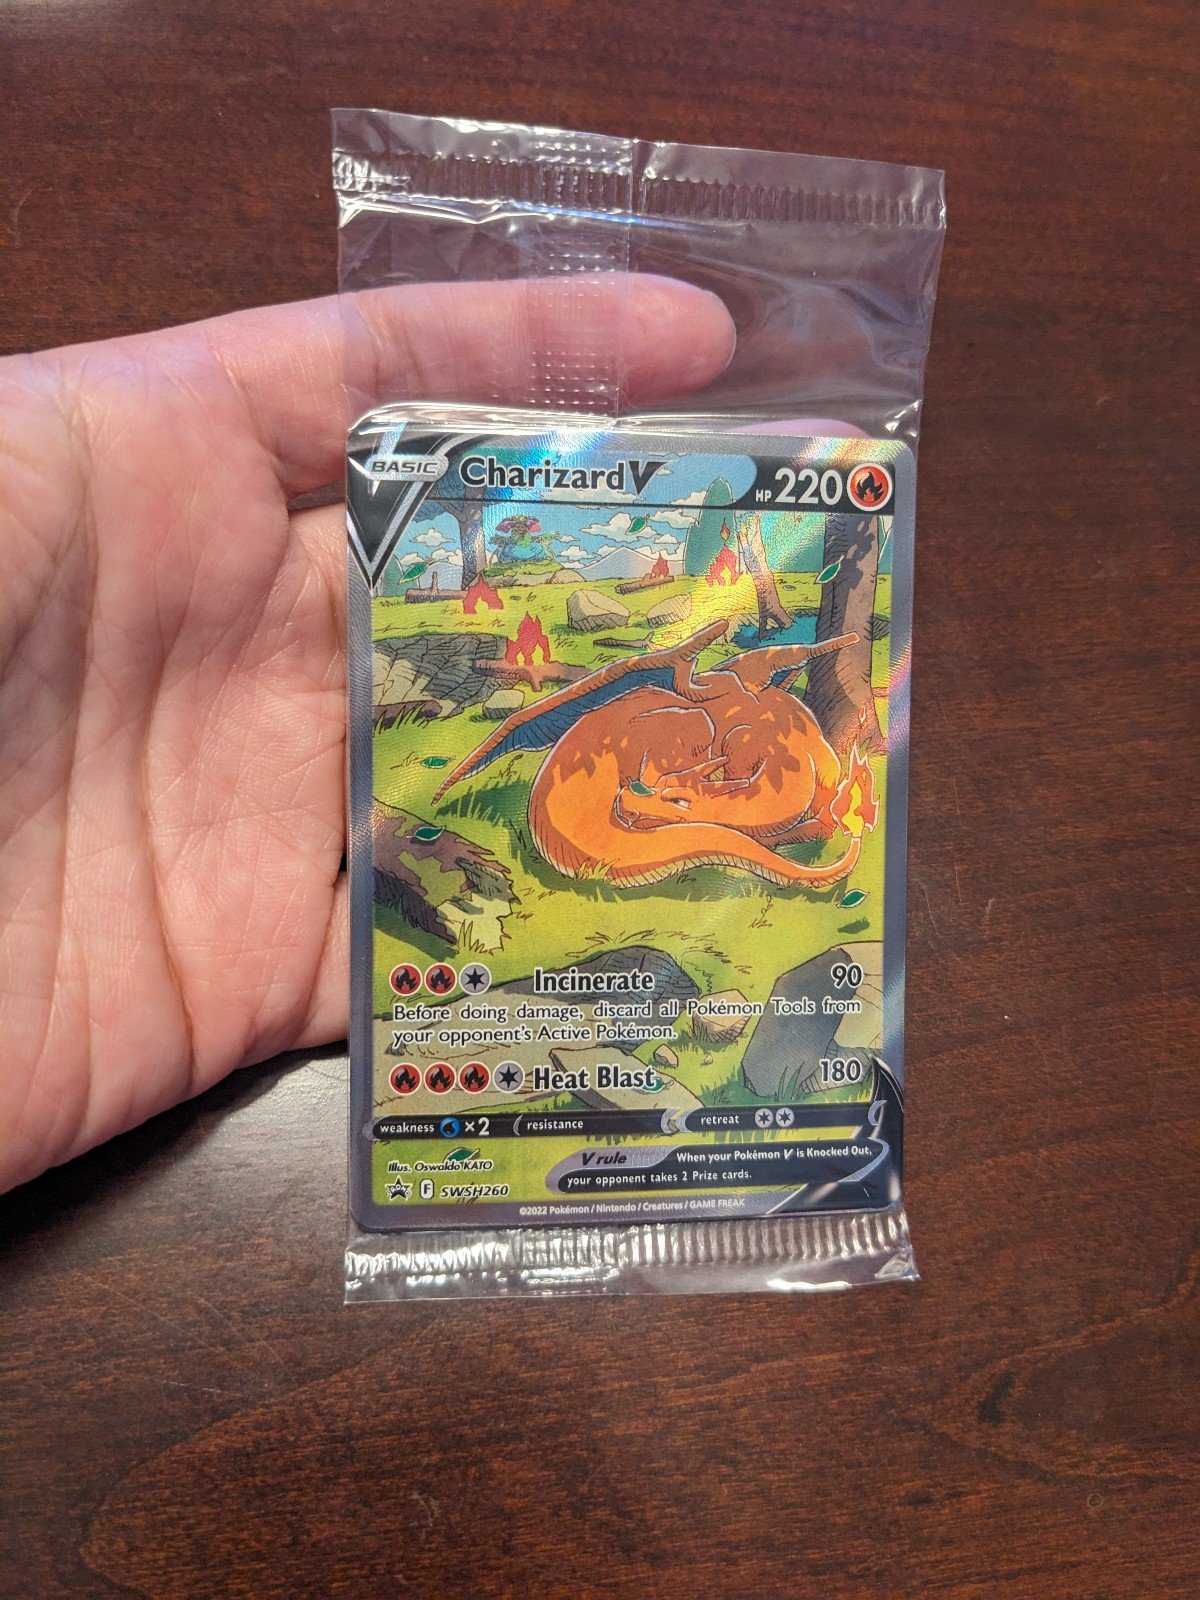 BASIC Charizard V HP 220
Incinerate 90
Before doing damage, discard all Pokémon Tools from
your opponent's Active Pokémon.
Heat Blast 180
weakness ×2 resistance retreat
Illus. Oswaldo KATO
V rule When your Pokémon V is Knocked Out,
your opponent takes 2 Prize cards.
PROMO F SWSH260
©2022 Pokémon / Nintendo / Creatures / GAME FREAK